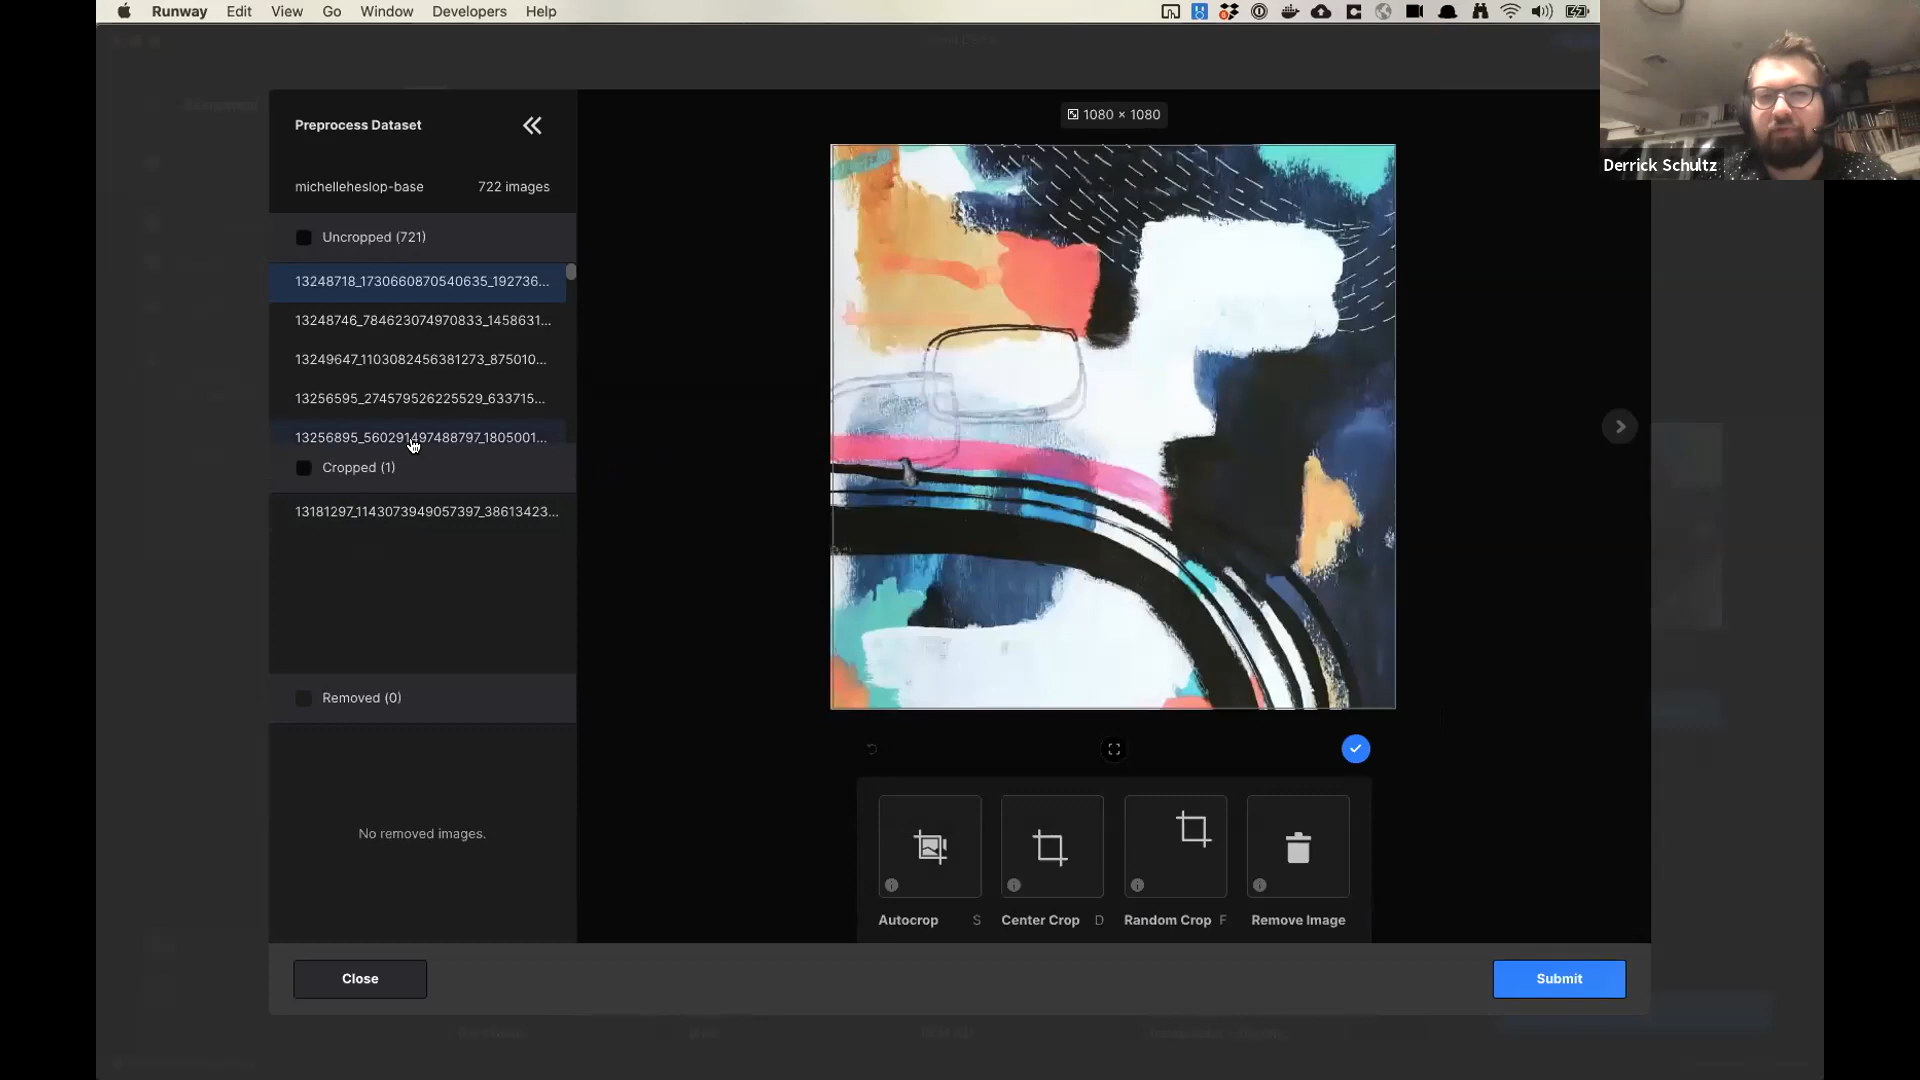 Runway Edit View Go Window Developers Help
Preprocess Dataset
1080 × 1080
michelleheslop-base 722 images
Uncropped (721)
13248718_1730660870540635_192736...
13248746_784623074970833_1458631...
13249647_1103082456381273_875010...
13256595_274579526225529_633715...
13256895_560291497488797_1805001...
Cropped (1)
13181297_1143073949057397_38613423...
Removed (0)
No removed images.
Autocrop S
Center Crop D
Random Crop F
Remove Image
Close
Submit
Derrick Schultz